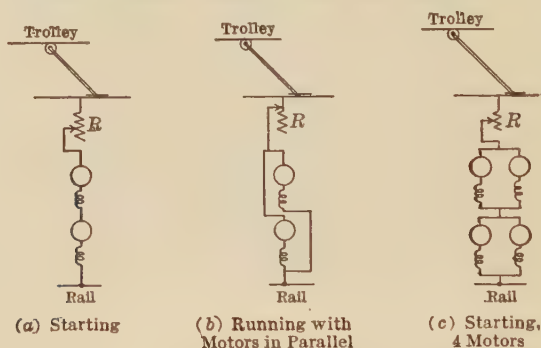 Trolley
Trolley
Trolley
R
R
R
Rail
Rail
Rail
(a) Starting
(b) Running with
Motors in Parallel
(c) Starting,
4 Motors